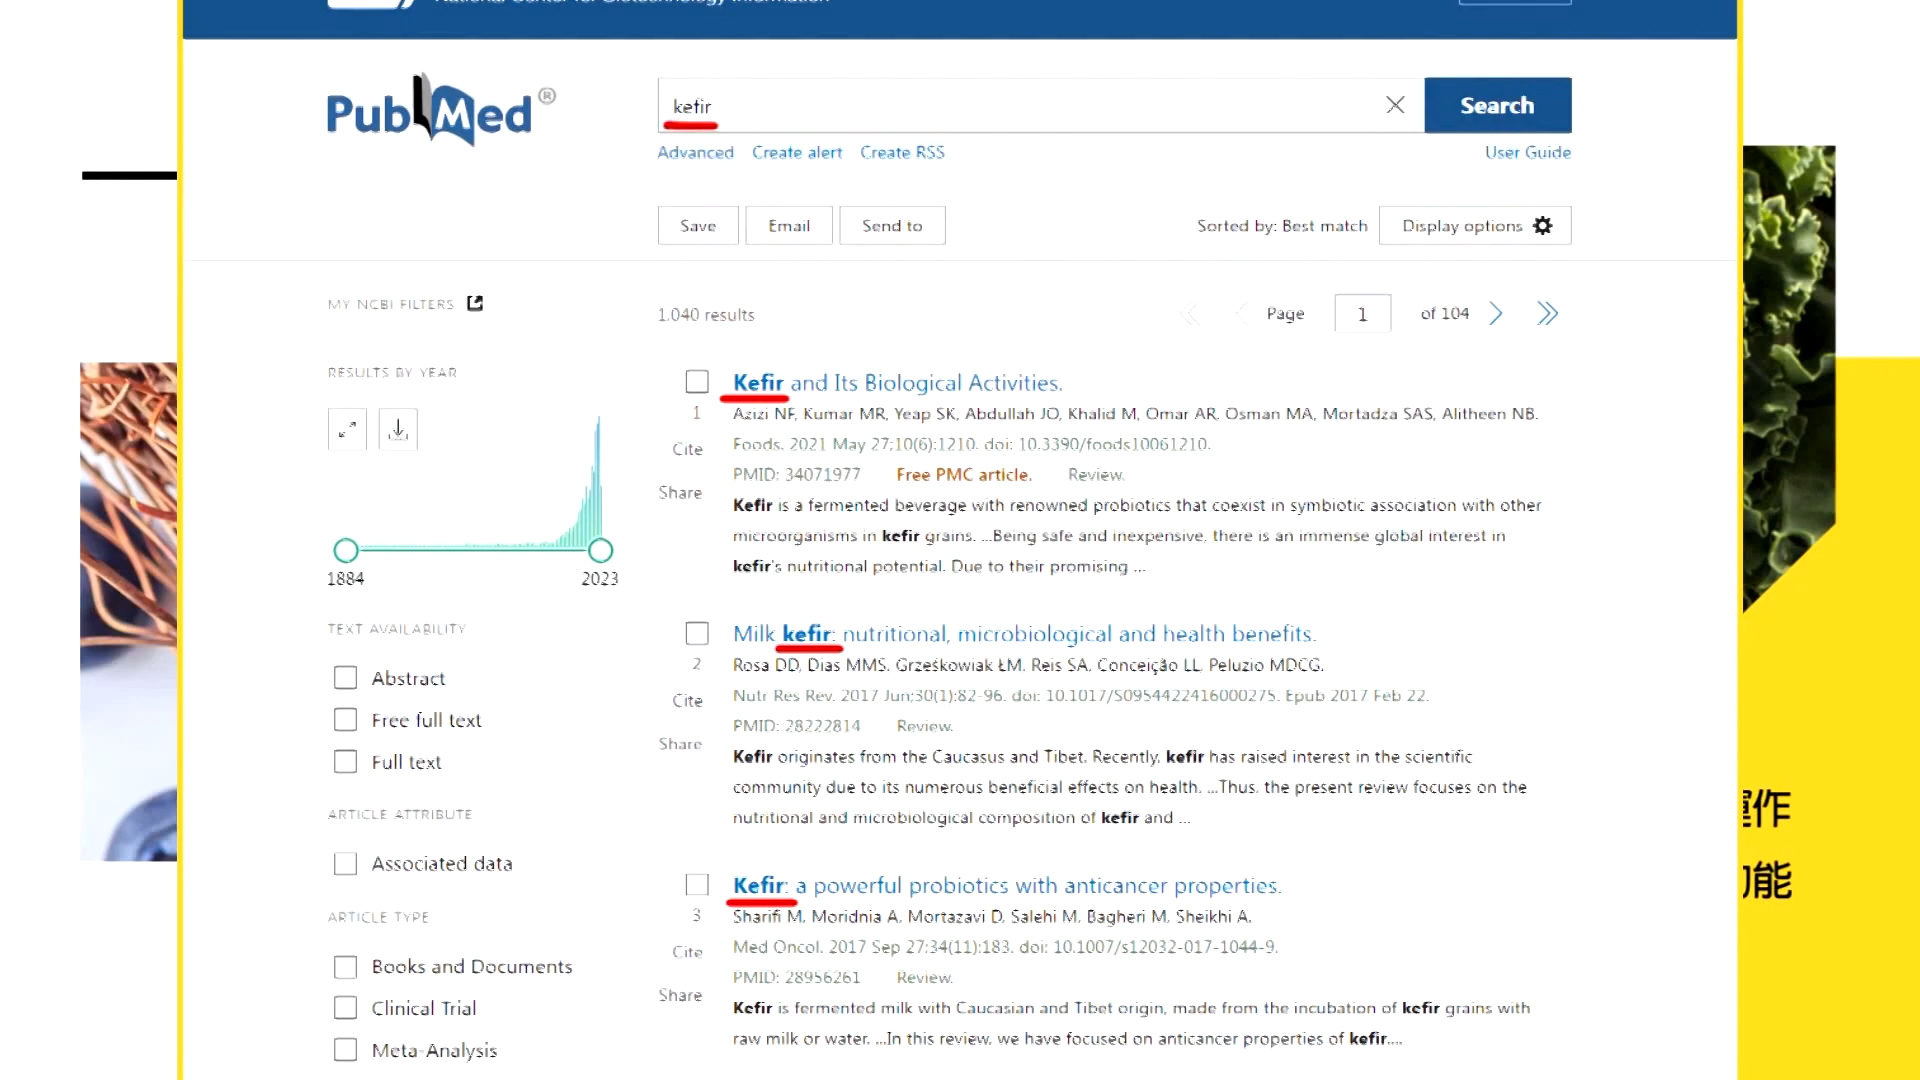 National Center for Biotechnology Information
PubMed®
kefir
Search
Advanced Create alert Create RSS
User Guide
Save Email Send to
Sorted by: Best match
Display options
MY NCBI FILTERS
1,040 results
Page 1 of 104
RESULTS BY YEAR
1884 2023
TEXT AVAILABILITY
Abstract
Free full text
Full text
ARTICLE ATTRIBUTE
Associated data
ARTICLE TYPE
Books and Documents
Clinical Trial
Meta-Analysis
Kefir and Its Biological Activities.
1
Cite
Share
Azizi NF, Kumar MR, Yeap SK, Abdullah JO, Khalid M, Omar AR, Osman MA, Mortadza SAS, Alitheen NB.
Foods. 2021 May 27;10(6):1210. doi: 10.3390/foods10061210.
PMID: 34071977 Free PMC article. Review.
Kefir is a fermented beverage with renowned probiotics that coexist in symbiotic association with other
microorganisms in kefir grains. ...Being safe and inexpensive, there is an immense global interest in
kefir's nutritional potential. Due to their promising ...
Milk kefir: nutritional, microbiological and health benefits.
2
Cite
Share
Rosa DD, Dias MMS, Grześkowiak ŁM, Reis SA, Conceição LL, Peluzio MDCG.
Nutr Res Rev. 2017 Jun;30(1):82-96. doi: 10.1017/S0954422416000275. Epub 2017 Feb 22.
PMID: 28222814 Review.
Kefir originates from the Caucasus and Tibet. Recently, kefir has raised interest in the scientific
community due to its numerous beneficial effects on health. ...Thus, the present review focuses on the
nutritional and microbiological composition of kefir and ...
Kefir: a powerful probiotics with anticancer properties.
3
Cite
Share
Sharifi M, Moridnia A, Mortazavi D, Salehi M, Bagheri M, Sheikhi A.
Med Oncol. 2017 Sep 27;34(11):183. doi: 10.1007/s12032-017-1044-9.
PMID: 28956261 Review.
Kefir is fermented milk with Caucasian and Tibet origin, made from the incubation of kefir grains with
raw milk or water. ...In this review, we have focused on anticancer properties of kefir....
運作
能